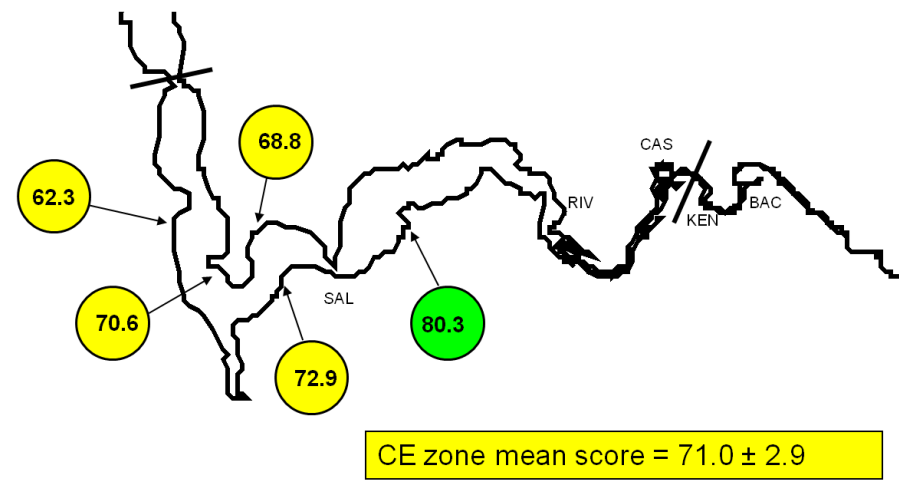 CAS
68.8
62.3
RIV
BAC
KEN
SAL
70.6
80.3
72.9
CE zone mean score = 71.0 ± 2.9